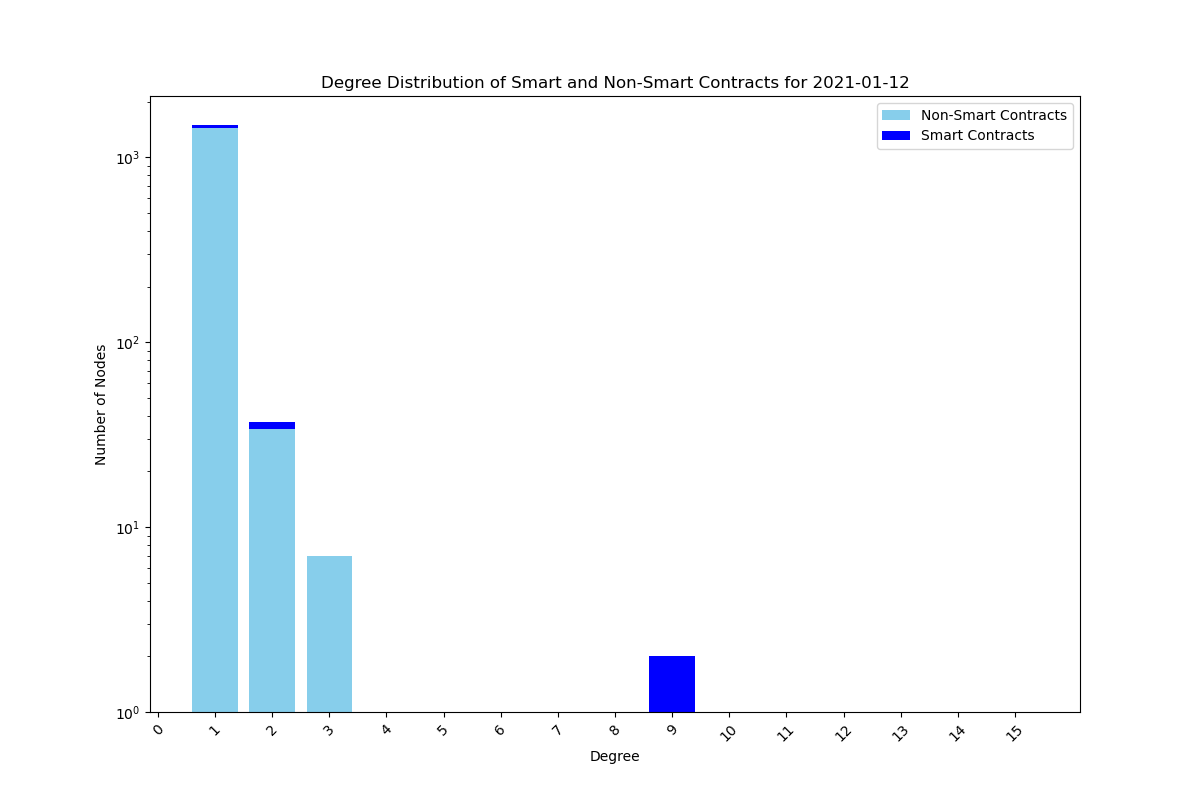 Degree Distribution of Smart and Non-Smart Contracts for 2021-01-12
Non-Smart Contracts
Smart Contracts
Number of Nodes
10³
10²
10¹
10⁰
0 1 2 3 4 5 6 7 8 9 10 11 12 13 14 15
Degree